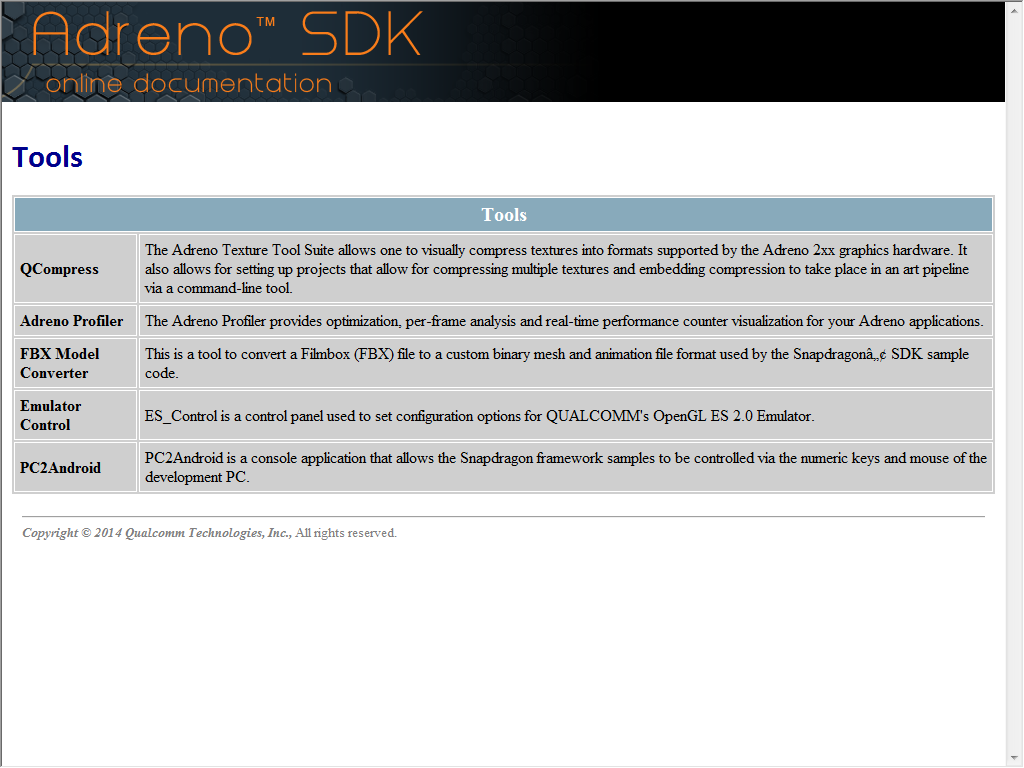 Adreno™ SDK
online documentation
Tools
Tools
QCompress
The Adreno Texture Tool Suite allows one to visually compress textures into formats supported by the Adreno 2xx graphics hardware. It
also allows for setting up projects that allow for compressing multiple textures and embedding compression to take place in an art pipeline
via a command-line tool.
Adreno Profiler
The Adreno Profiler provides optimization, per-frame analysis and real-time performance counter visualization for your Adreno applications.
FBX Model
Converter
This is a tool to convert a Filmbox (FBX) file to a custom binary mesh and animation file format used by the Snapdragonâ„¢ SDK sample
code.
Emulator
Control
ES_Control is a control panel used to set configuration options for QUALCOMM's OpenGL ES 2.0 Emulator.
PC2Android
PC2Android is a console application that allows the Snapdragon framework samples to be controlled via the numeric keys and mouse of the
development PC.
Copyright © 2014 Qualcomm Technologies, Inc., All rights reserved.